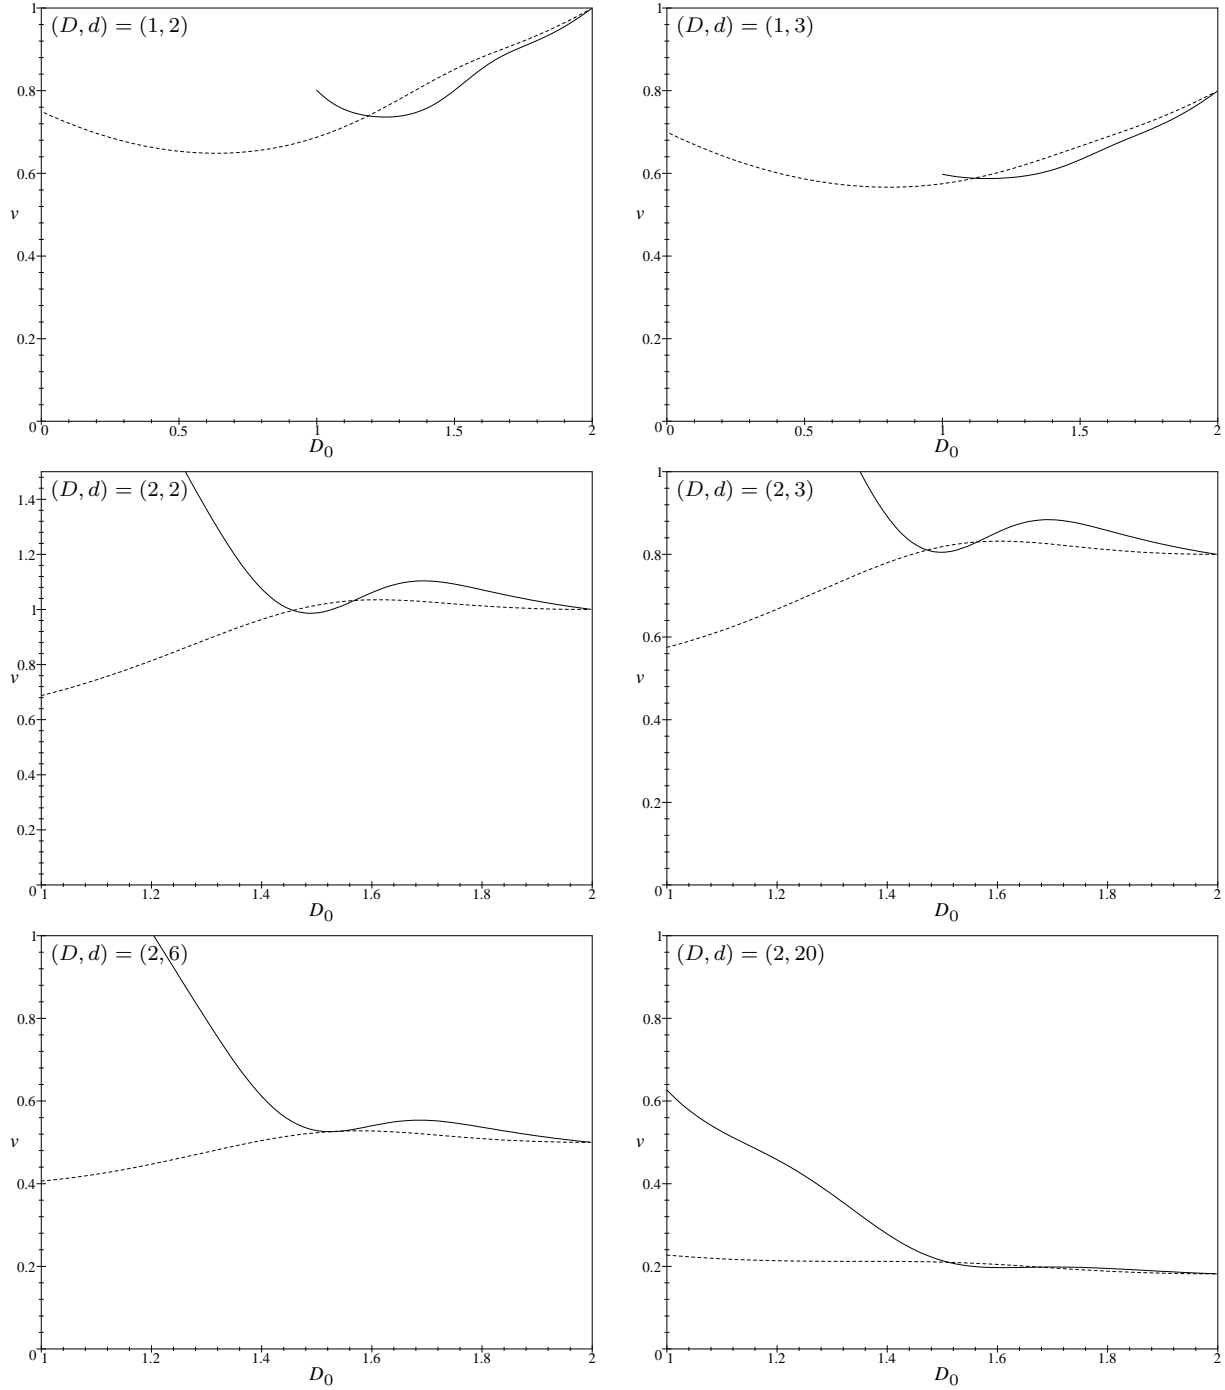 (D, d) = (1, 2)
1
0.8
0.6
v
0.4
0.2
0
0 0.5 1 1.5 2
D0
(D, d) = (1, 3)
1
0.8
0.6
v
0.4
0.2
0
0 0.5 1 1.5 2
D0
(D, d) = (2, 2)
1.4
1.2
1
0.8
v
0.6
0.4
0.2
0
1 1.2 1.4 1.6 1.8 2
D0
(D, d) = (2, 3)
1
0.8
0.6
v
0.4
0.2
0
1 1.2 1.4 1.6 1.8 2
D0
(D, d) = (2, 6)
1
0.8
0.6
v
0.4
0.2
0
1 1.2 1.4 1.6 1.8 2
D0
(D, d) = (2, 20)
1
0.8
0.6
v
0.4
0.2
0
1 1.2 1.4 1.6 1.8 2
D0